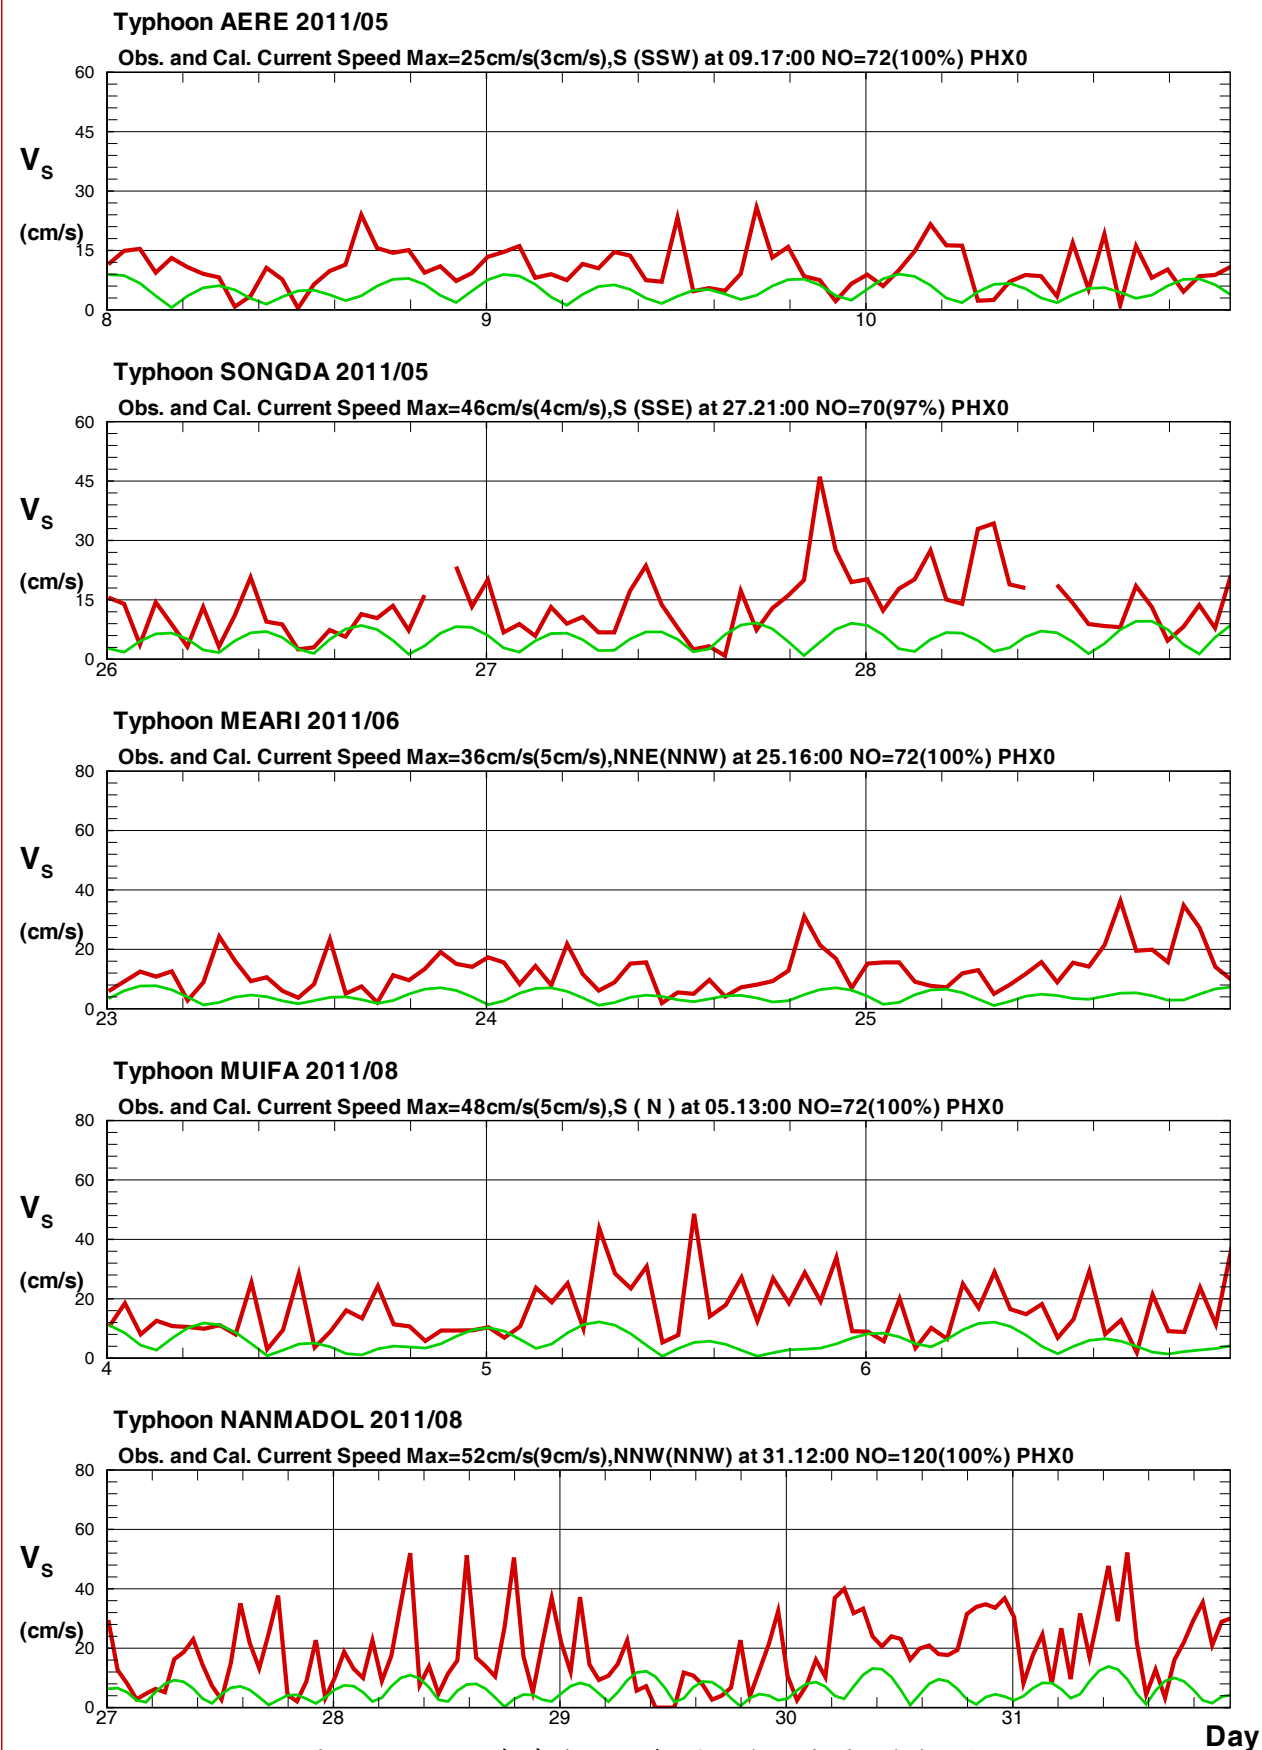 Typhoon AERE 2011/05
Obs. and Cal. Current Speed Max=25cm/s(3cm/s),S (SSW) at 09.17:00 NO=72(100%) PHX0
60
45
VS
30
(cm/s)
15
0
8 9 10
Typhoon SONGDA 2011/05
Obs. and Cal. Current Speed Max=46cm/s(4cm/s),S (SSE) at 27.21:00 NO=70(97%) PHX0
60
45
VS
30
(cm/s)
15
0
26 27 28
Typhoon MEARI 2011/06
Obs. and Cal. Current Speed Max=36cm/s(5cm/s),NNE(NNW) at 25.16:00 NO=72(100%) PHX0
80
60
VS
40
(cm/s)
20
0
23 24 25
Typhoon MUIFA 2011/08
Obs. and Cal. Current Speed Max=48cm/s(5cm/s),S ( N ) at 05.13:00 NO=72(100%) PHX0
80
60
VS
40
(cm/s)
20
0
4 5 6
Typhoon NANMADOL 2011/08
Obs. and Cal. Current Speed Max=52cm/s(9cm/s),NNW(NNW) at 31.12:00 NO=120(100%) PHX0
80
60
VS
40
(cm/s)
20
0
27 28 29 30 31
Day